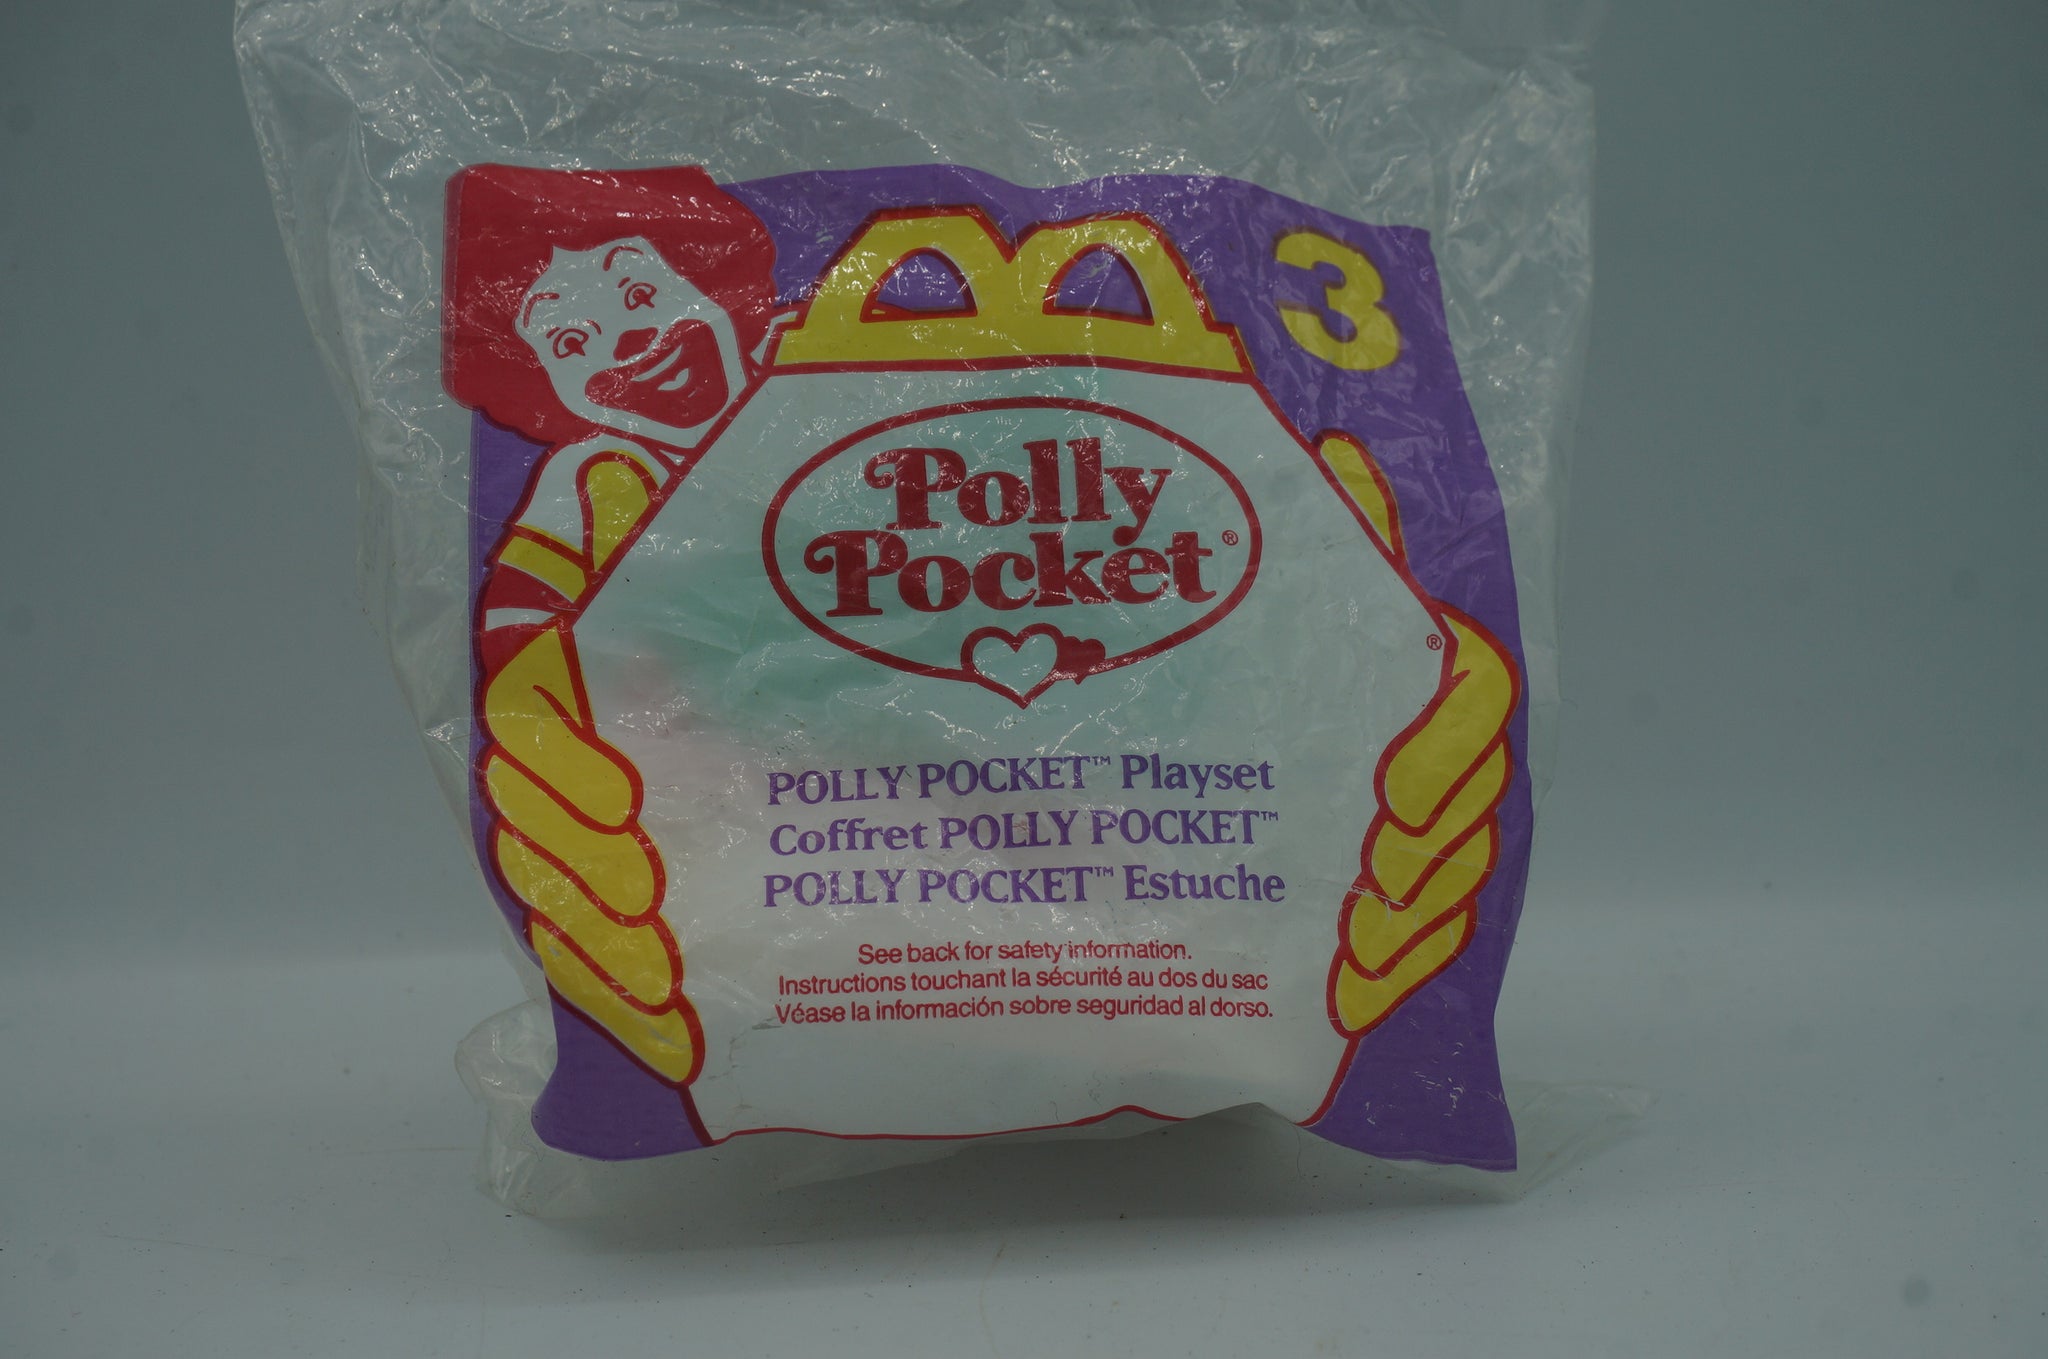 3
Polly
Pocket®
®
POLLY POCKET™ Playset
Coffret POLLY POCKET™
POLLY POCKET™ Estuche
See back for safety information.
Instructions touchant la sécurité au dos du sac
Véase la información sobre seguridad al dorso.